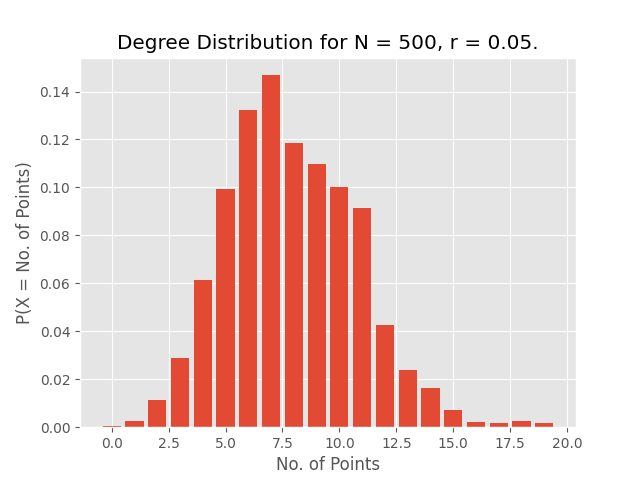 Degree Distribution for N = 500, r = 0.05.
P(X = No. of Points)
0.14
0.12
0.10
0.08
0.06
0.04
0.02
0.00
0.0 2.5 5.0 7.5 10.0 12.5 15.0 17.5 20.0
No. of Points